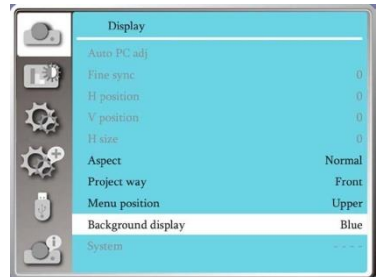 Display
Auto PC adj
Fine sync 0
H position 0
V position 0
H size 0
Aspect Normal
Project way Front
Menu position Upper
Background display Blue
System - - - -